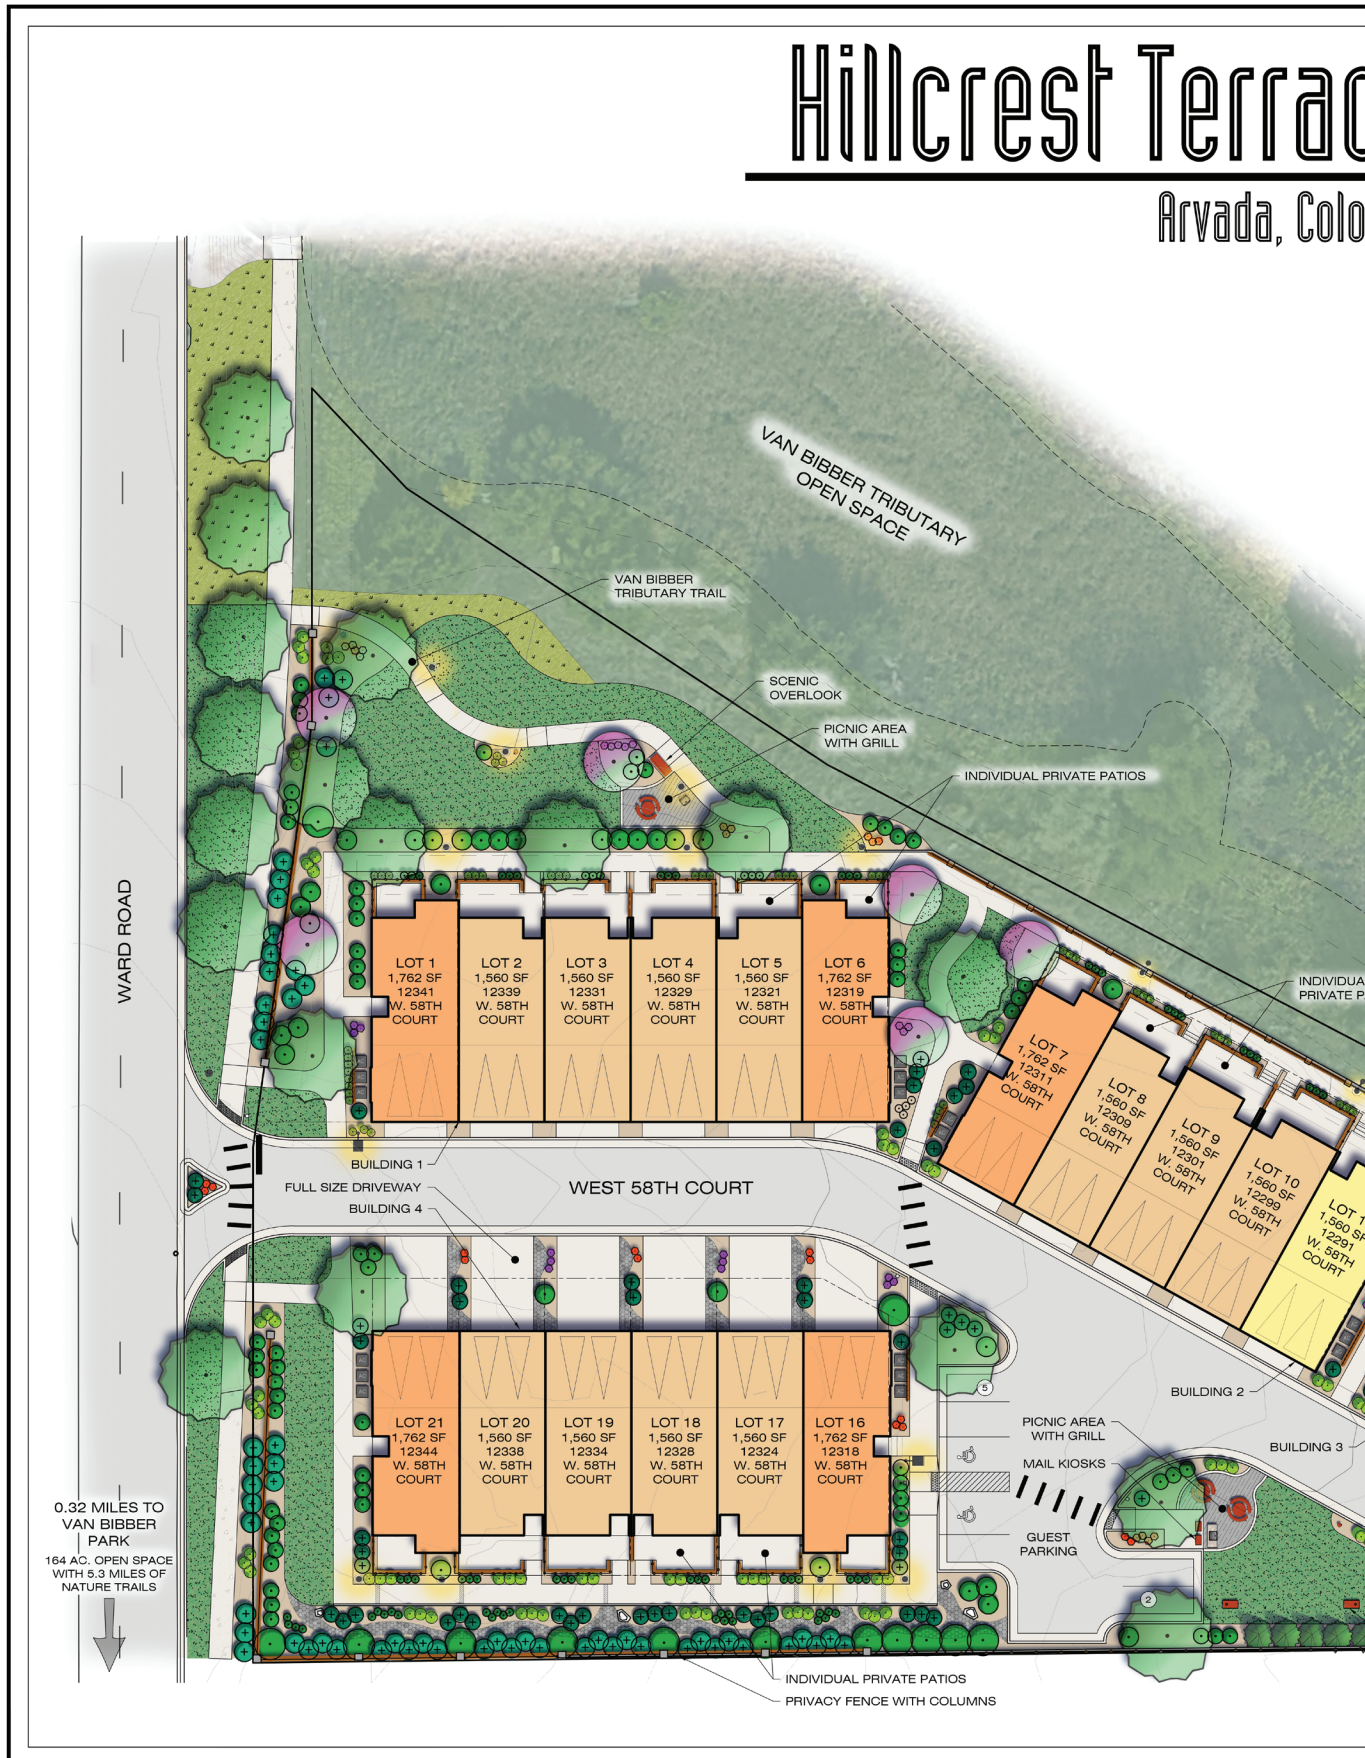 Hillcrest Terrac
Arvada, Colo
VAN BIBBER TRIBUTARY
OPEN SPACE
VAN BIBBER
TRIBUTARY TRAIL
SCENIC
OVERLOOK
PICNIC AREA
WITH GRILL
INDIVIDUAL PRIVATE PATIOS
WARD ROAD
LOT 1
1,762 SF
12341
W. 58TH
COURT
LOT 2
1,560 SF
12339
W. 58TH
COURT
LOT 3
1,560 SF
12331
W. 58TH
COURT
LOT 4
1,560 SF
12329
W. 58TH
COURT
LOT 5
1,560 SF
12321
W. 58TH
COURT
LOT 6
1,762 SF
12319
W. 58TH
COURT
INDIVIDUA
PRIVATE P
LOT 7
1,762 SF
12311
W. 58TH
COURT
LOT 8
1,560 SF
12309
W. 58TH
COURT
LOT 9
1,560 SF
12301
W. 58TH
COURT
LOT 10
1,560 SF
12299
W. 58TH
COURT
LOT 1
1,560 SF
12291
W. 58TH
COURT
BUILDING 1
FULL SIZE DRIVEWAY
BUILDING 4
WEST 58TH COURT
LOT 21
1,762 SF
12344
W. 58TH
COURT
LOT 20
1,560 SF
12338
W. 58TH
COURT
LOT 19
1,560 SF
12334
W. 58TH
COURT
LOT 18
1,560 SF
12328
W. 58TH
COURT
LOT 17
1,560 SF
12324
W. 58TH
COURT
LOT 16
1,762 SF
12318
W. 58TH
COURT
5
BUILDING 2
PICNIC AREA
WITH GRILL
BUILDING 3
MAIL KIOSKS
GUEST
PARKING
2
0.32 MILES TO
VAN BIBBER
PARK
164 AC. OPEN SPACE
WITH 5.3 MILES OF
NATURE TRAILS
INDIVIDUAL PRIVATE PATIOS
PRIVACY FENCE WITH COLUMNS